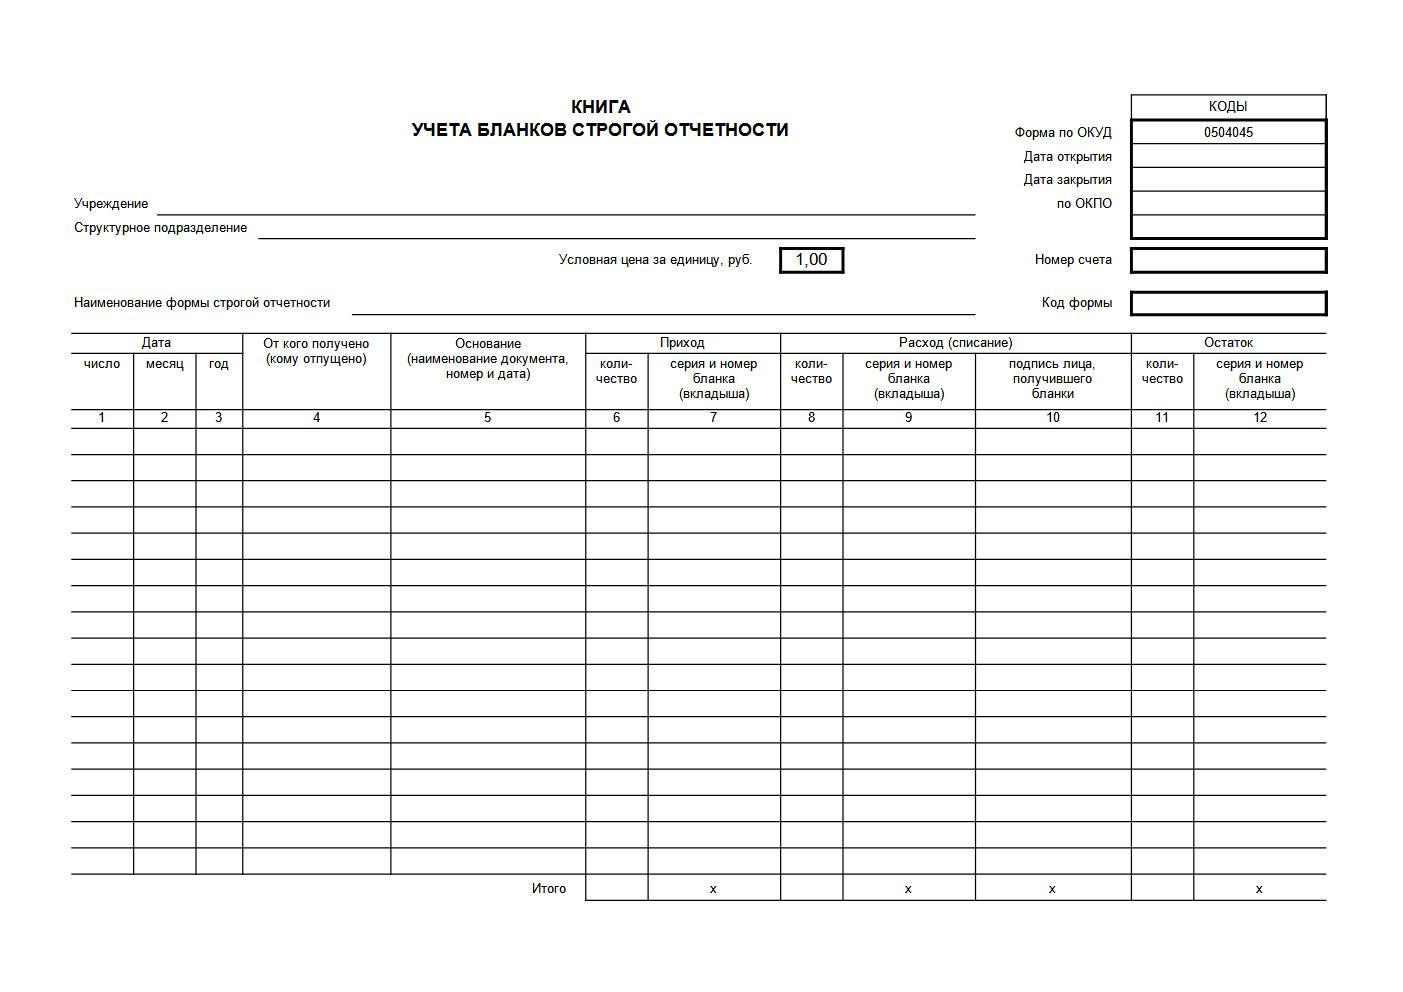 КНИГА
УЧЕТА БЛАНКОВ СТРОГОЙ ОТЧЕТНОСТИ
КОДЫ
Форма по ОКУД 0504045
Дата открытия
Дата закрытия
Учреждение по ОКПО
Структурное подразделение
Условная цена за единицу, руб. 1,00 Номер счета
Наименование формы строгой отчетности Код формы
Дата От кого получено Основание Приход Расход (списание) Остаток
(кому отпущено) (наименование документа,
число месяц год номер и дата) коли- серия и номер коли- серия и номер подпись лица, коли- серия и номер
чество бланка чество бланка получившего чество бланка
(вкладыша) (вкладыша) бланки (вкладыша)
1 2 3 4 5 6 7 8 9 10 11 12
Итого х х х х